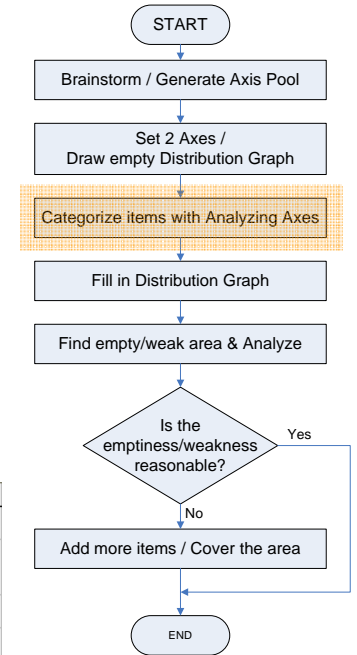 START
Brainstorm / Generate Axis Pool
Set 2 Axes /
Draw empty Distribution Graph
Categorize items with Analyzing Axes
Fill in Distribution Graph
Find empty/weak area & Analyze
Is the
emptiness/weakness
reasonable?
Yes
No
Add more items / Cover the area
END